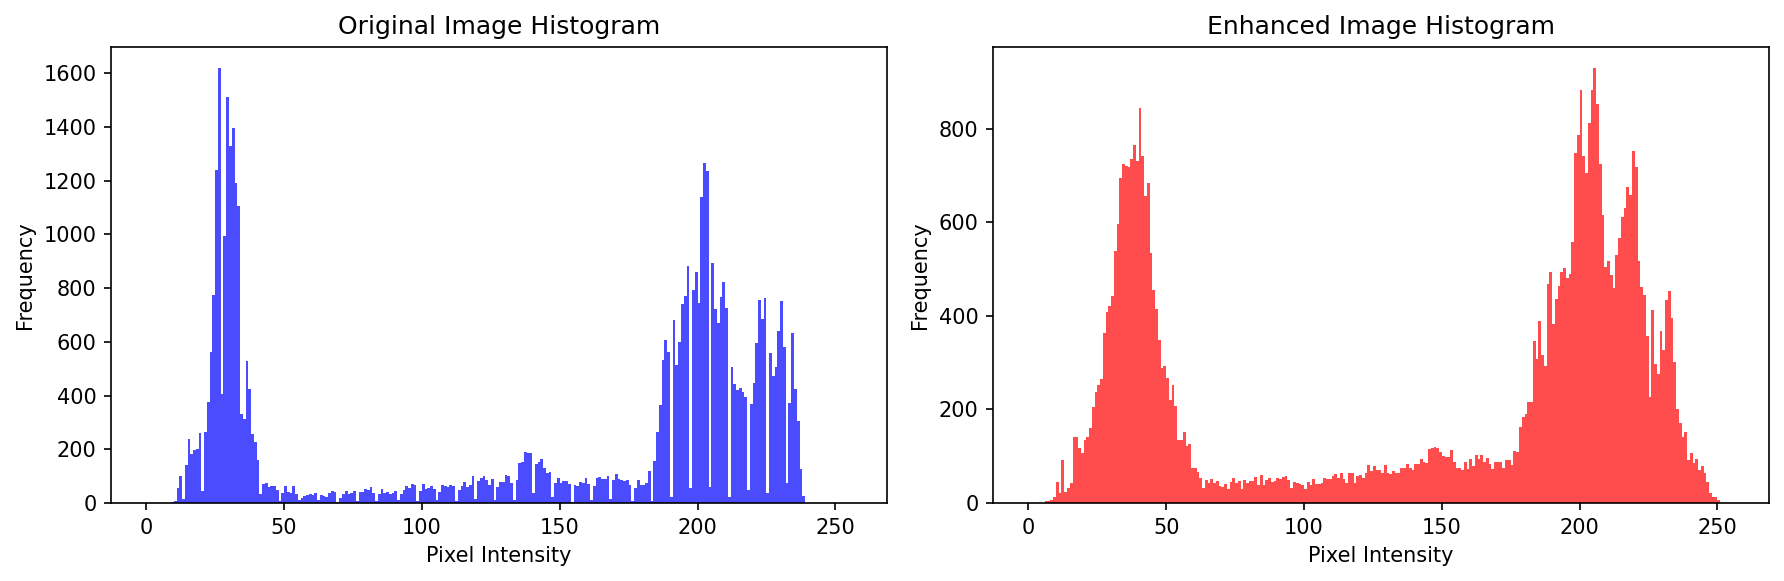 Original Image Histogram
Frequency
1600
1400
1200
1000
800
600
400
200
0
0 50 100 150 200 250
Pixel Intensity
Enhanced Image Histogram
Frequency
800
600
400
200
0
0 50 100 150 200 250
Pixel Intensity